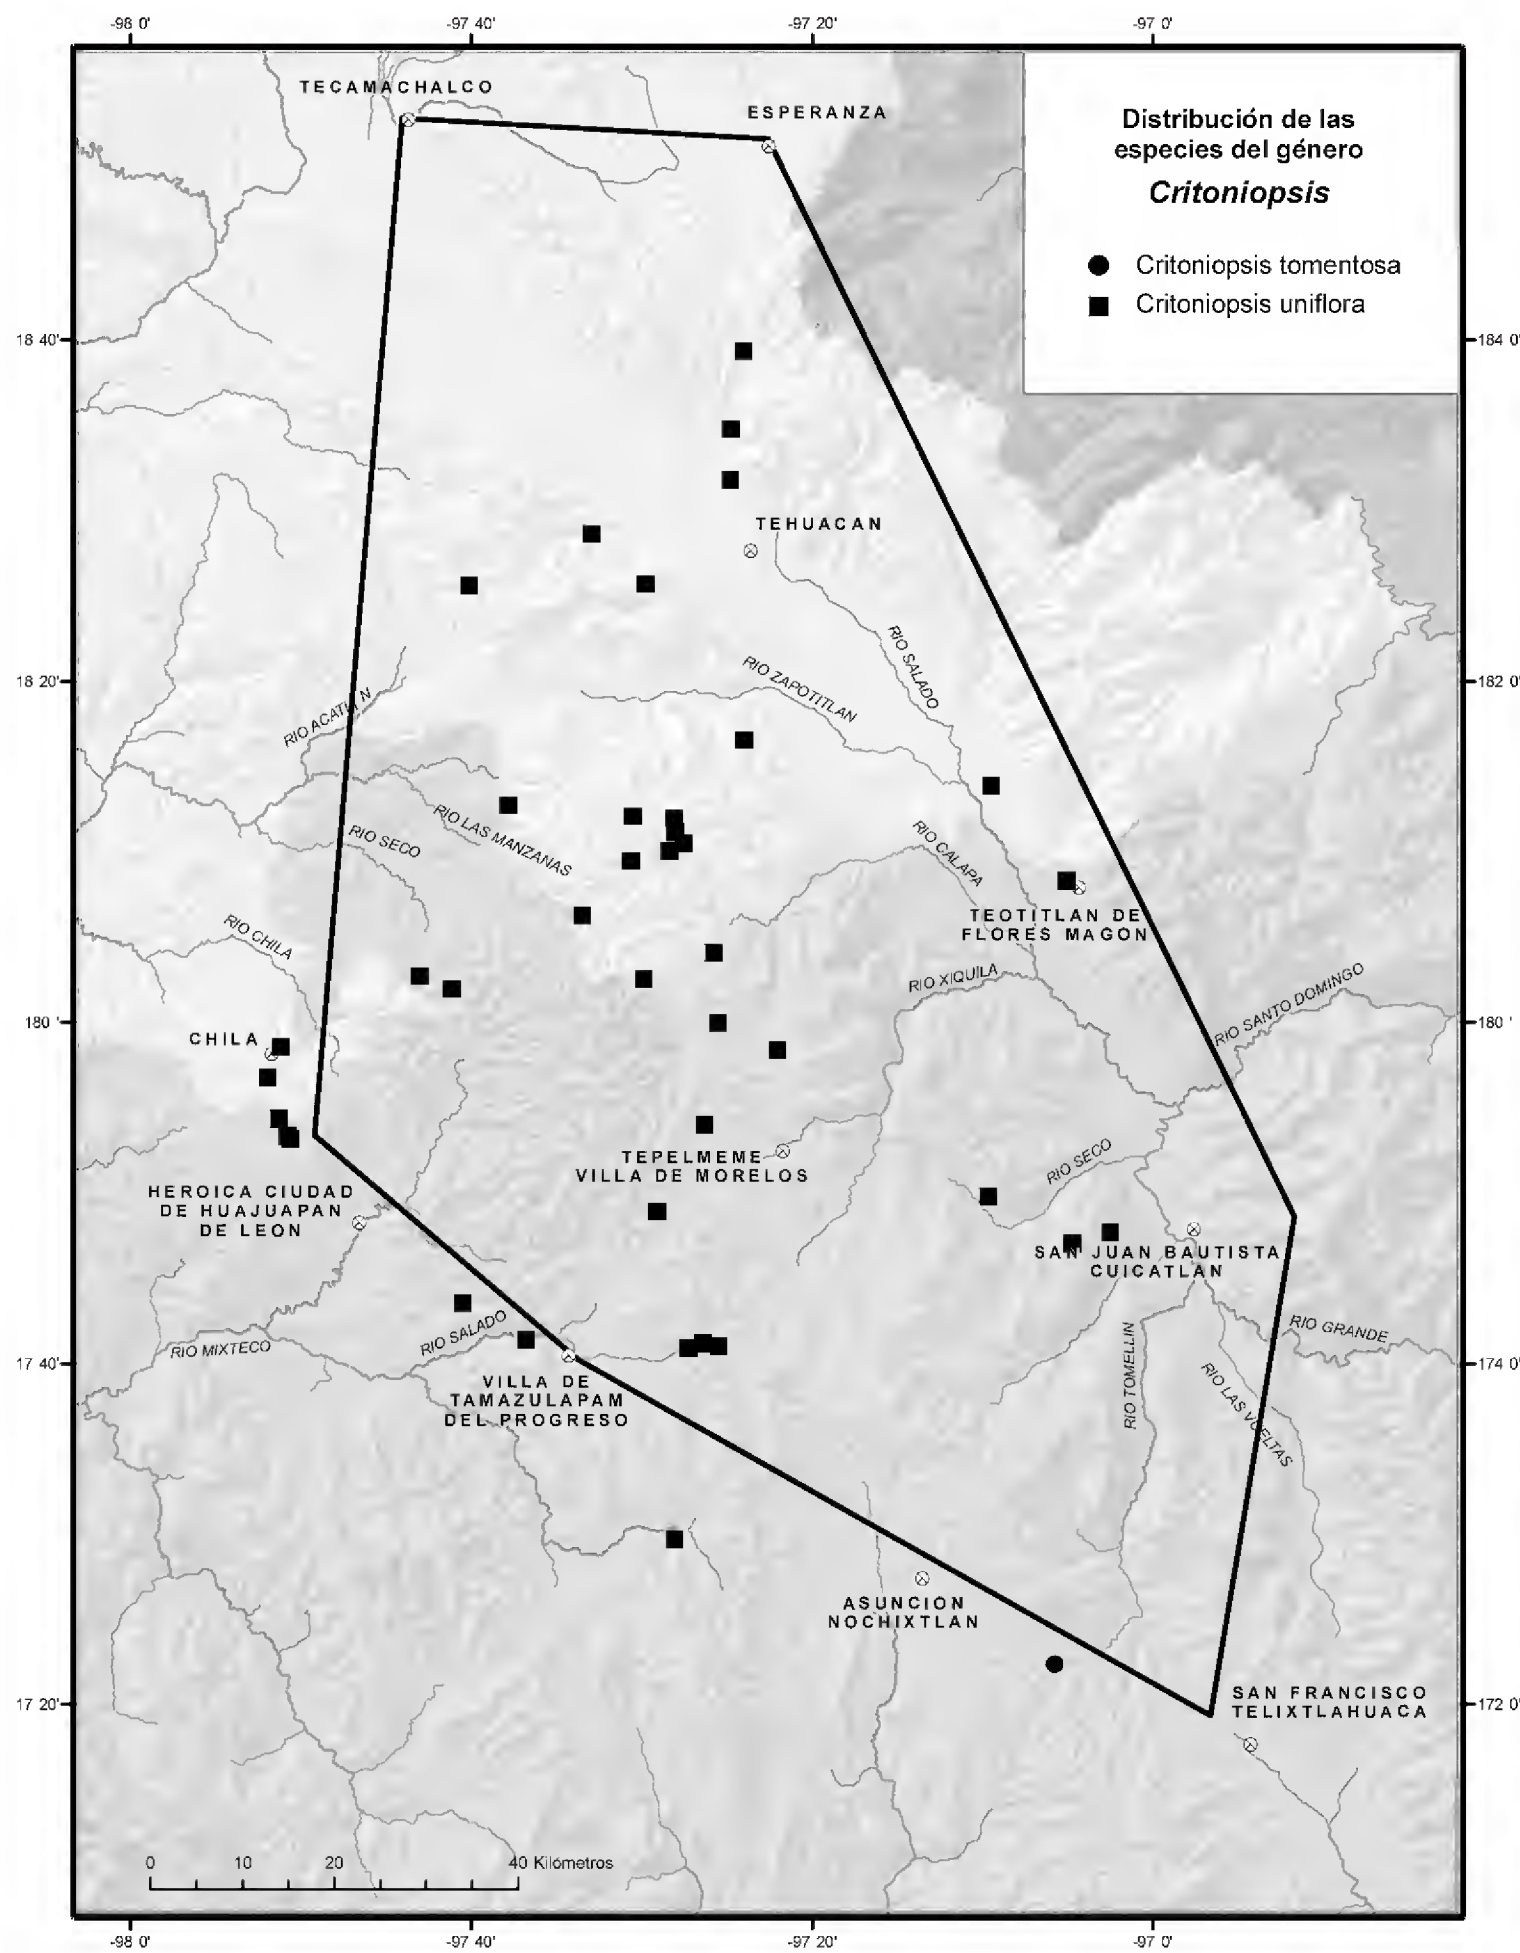 -98 0'
-97 40'
-97 20'
-97 0'
TECAMACHALCO
ESPERANZA
Distribución de las
especies del género
Critoniopsis
Critoniopsis tomentosa
Critoniopsis uniflora
18 40'
184 0'
TEHUACAN
RIO SALADO
RIO ZAPOTITLAN
18 20'
182 0'
RIO LAS MANZANAS
RIO SECO
RIO CALAPA
TEOTITLAN DE
FLORES MAGON
RIO CHILA
RIO XIQUILA
RIO SANTO DOMINGO
180 '
180 '
CHILA
TEPELMEME
VILLA DE MORELOS
RIO SECO
HEROICA CIUDAD
DE HUAJUAPAN
DE LEON
SAN JUAN BAUTISTA
CUICATLAN
RIO SALADO
RIO MIXTECO
RIO GRANDE
RIO TOMELLIN
RIO LAS VUELTAS
17 40'
174 0'
VILLA DE
TAMAZULAPAM
DEL PROGRESO
ASUNCION
NOCHIXTLAN
SAN FRANCISCO
TELIXTLAHUACA
17 20'
172 0'
0 10 20 40 Kilómetros
-98 0'
-97 40'
-97 20'
-97 0'